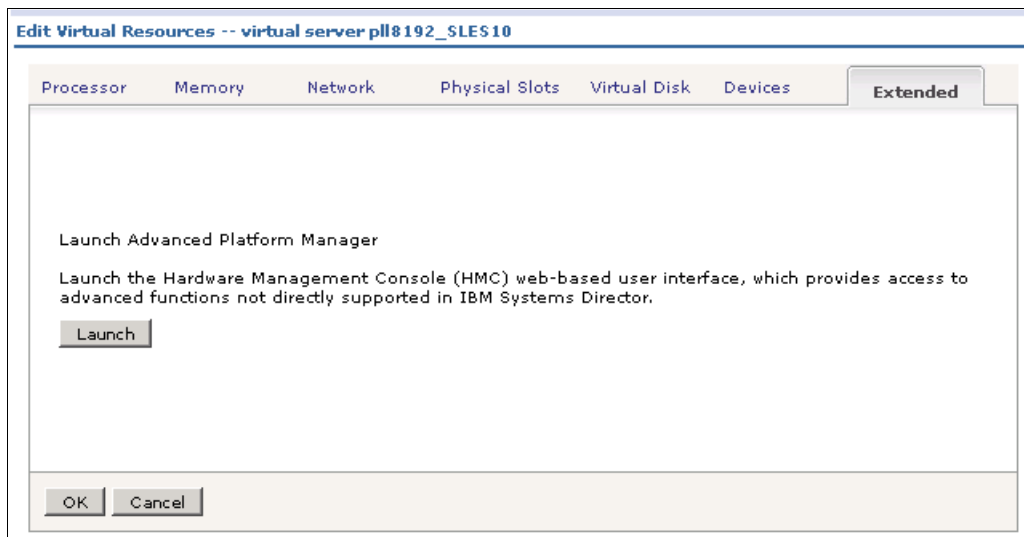 Edit Virtual Resources -- virtual server pll8192_SLES10
Processor Memory Network Physical Slots Virtual Disk Devices Extended
Launch Advanced Platform Manager
Launch the Hardware Management Console (HMC) web-based user interface, which provides access to
advanced functions not directly supported in IBM Systems Director.
Launch
OK Cancel